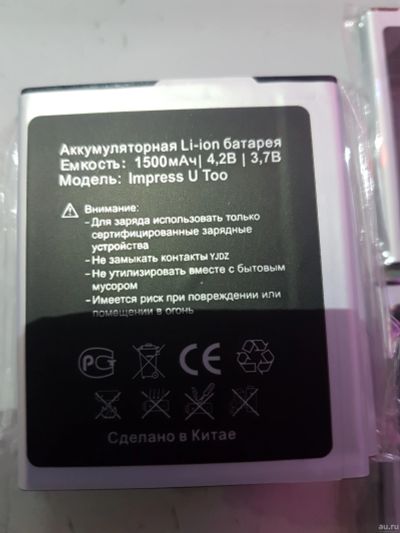 Аккумуляторная Li-ion батарея
Емкость: 1500мАч| 4,2В | 3,7В
Модель: Impress U Too
Внимание:
- Для заряда использовать только
сертифицированные зарядные
устройства
- Не замыкать контакты YJDZ
- Не утилизировать вместе с бытовым
мусором
- Имеется риск при повреждении или
помещении в огонь
РС CE
Сделано в Китае
au.ru